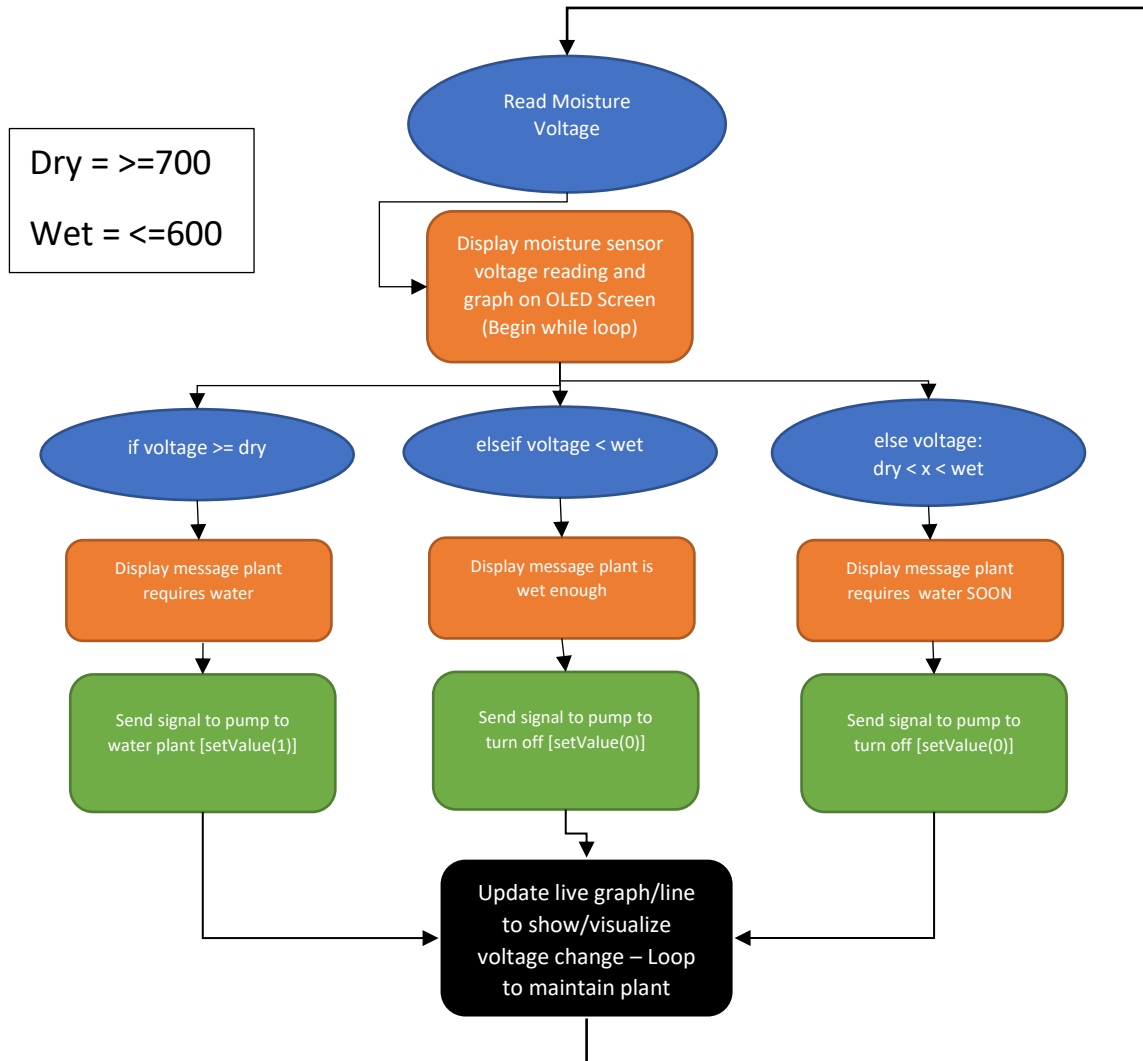 Read Moisture
Voltage
Dry = >=700
Wet = <=600
Display moisture sensor
voltage reading and
graph on OLED Screen
(Begin while loop)
if voltage >= dry
elseif voltage < wet
else voltage:
dry < x < wet
Display message plant
requires water
Display message plant is
wet enough
Display message plant
requires  water SOON
Send signal to pump to
water plant [setValue(1)]
Send signal to pump to
turn off [setValue(0)]
Send signal to pump to
turn off [setValue(0)]
Update live graph/line
to show/visualize
voltage change – Loop
to maintain plant